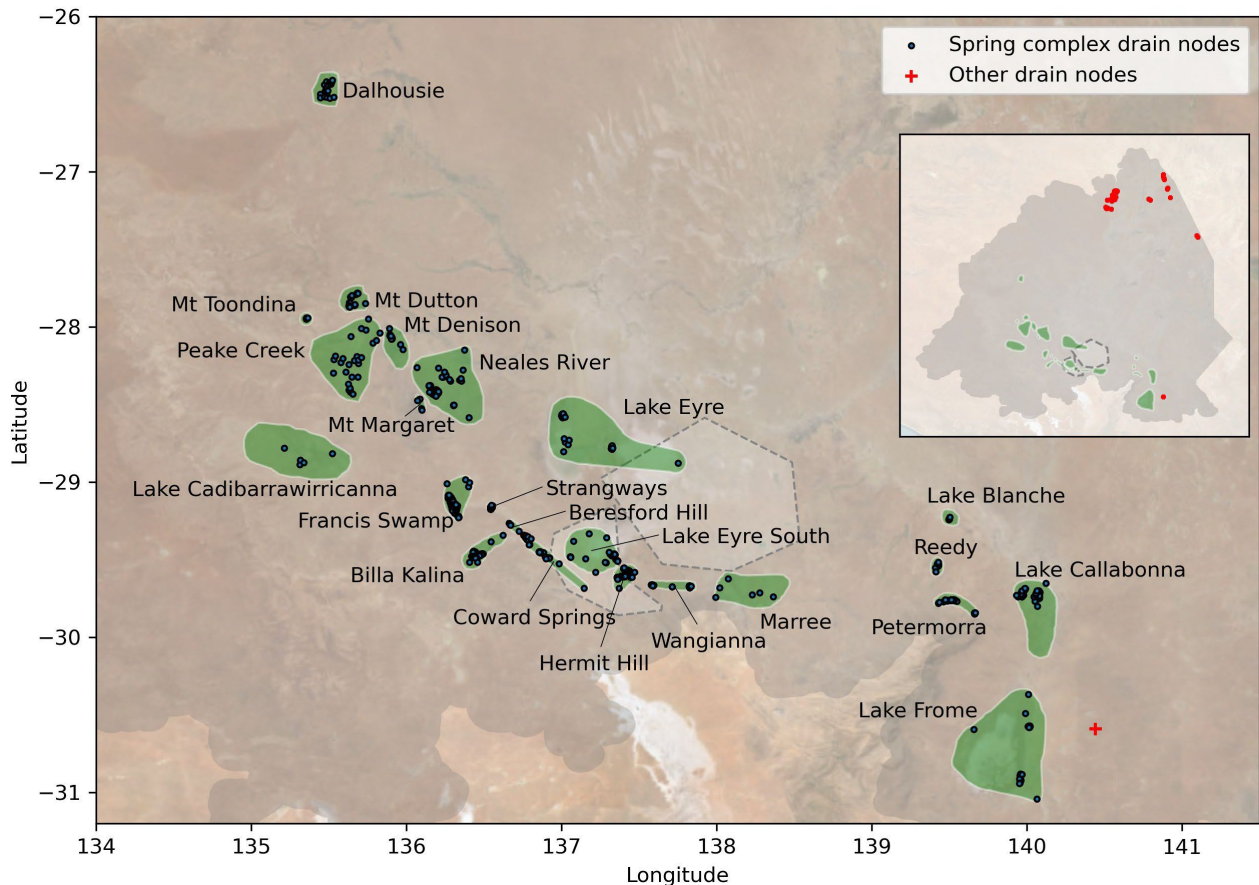 −26
Spring complex drain nodes
Other drain nodes
Dalhousie
−27
Mt Toondina
Mt Dutton
−28
Mt Denison
Peake Creek
Neales River
Mt Margaret
Lake Eyre
Latitude
−29
Lake Cadibarrawirricanna
Strangways
Lake Blanche
Francis Swamp
Beresford Hill
Lake Eyre South
Reedy
Billa Kalina
Lake Callabonna
Coward Springs
Marree
Petermorra
−30
Wangianna
Hermit Hill
Lake Frome
−31
134
135
136
137
138
139
140
141
Longitude